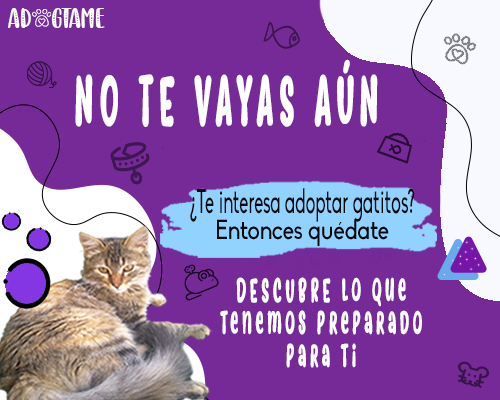 ADOGTAME
NO TE VAYAS AÚN
¿Te interesa adoptar gatitos?
Entonces quédate
DESCUBRE LO QUE
TENEMOS PREPARADO
PARA TI